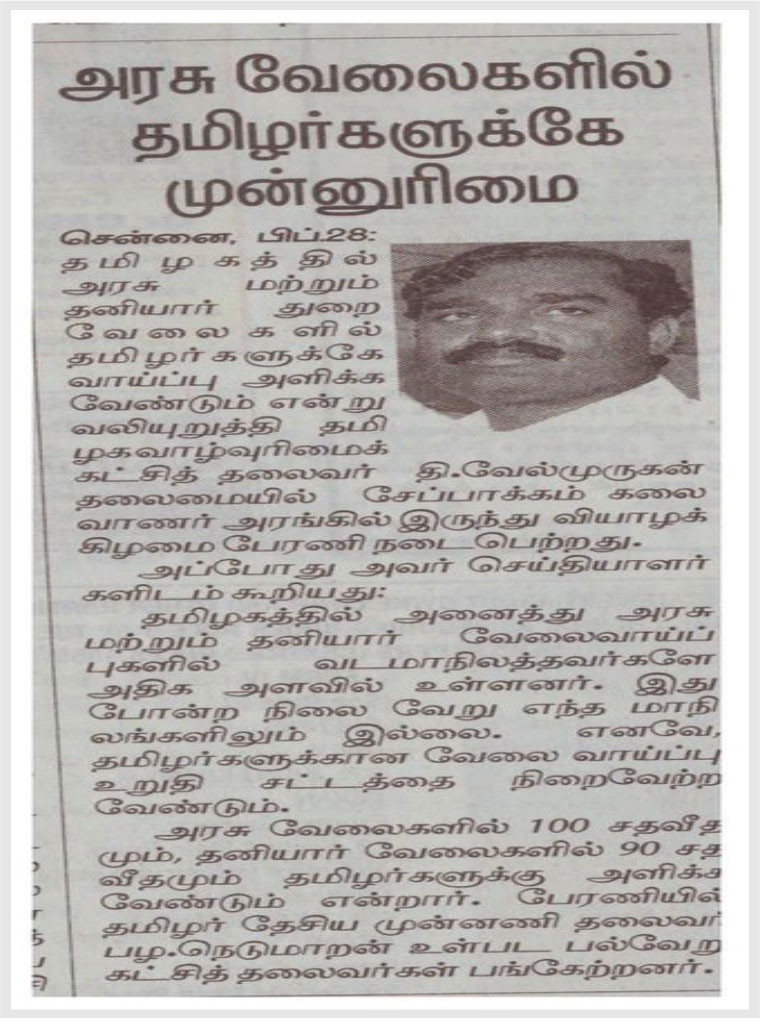 அரசு வேலைகளில்
தமிழர்களுக்கே
முன்னுரிமை
சென்னை, பிப்28:
தமிழகத்தில்
அரசு மற்றும்
தனியார் துறை
வேலைகளில்
தமிழர்களுக்கே
வாய்ப்பு அளிக்க
வேண்டும் என்று
வலியுறுத்தி தமி
ழகவாழ்வுரிமைக்
கட்சித் தலைவர் தி.வேல்முருகன்
தலைமையில் சேப்பாக்கம் கலை
வாணர் அரங்கில் இருந்து வியாழக்
கிழமை பேரணி நடைபெற்றது.
அப்போது அவர் செய்தியாளர்
களிடம் கூறியது:
தமிழகத்தில் அனைத்து அரசு
மற்றும் தனியார் வேலைவாய்ப்
புகளில் வடமாநிலத்தவர்களே
அதிக அளவில் உள்ளனர். இது
போன்ற நிலை வேறு எந்த மாநி
லங்களிலும் இல்லை. எனவே,
தமிழர்களுக்கான வேலை வாய்ப்பு
உறுதி சட்டத்தை நிறைவேற்ற
வேண்டும்.
அரசு வேலைகளில் 100 சதவீத
மும், தனியார் வேலைகளில் 90 சத
வீதமும் தமிழர்களுக்கு அளிக்க
வேண்டும் என்றார். பேரணியில்
தமிழர் தேசிய முன்னணி தலைவர்
பழ.நெடுமாறன் உள்பட பல்வேறு
கட்சித் தலைவர்கள் பங்கேற்றனர்.